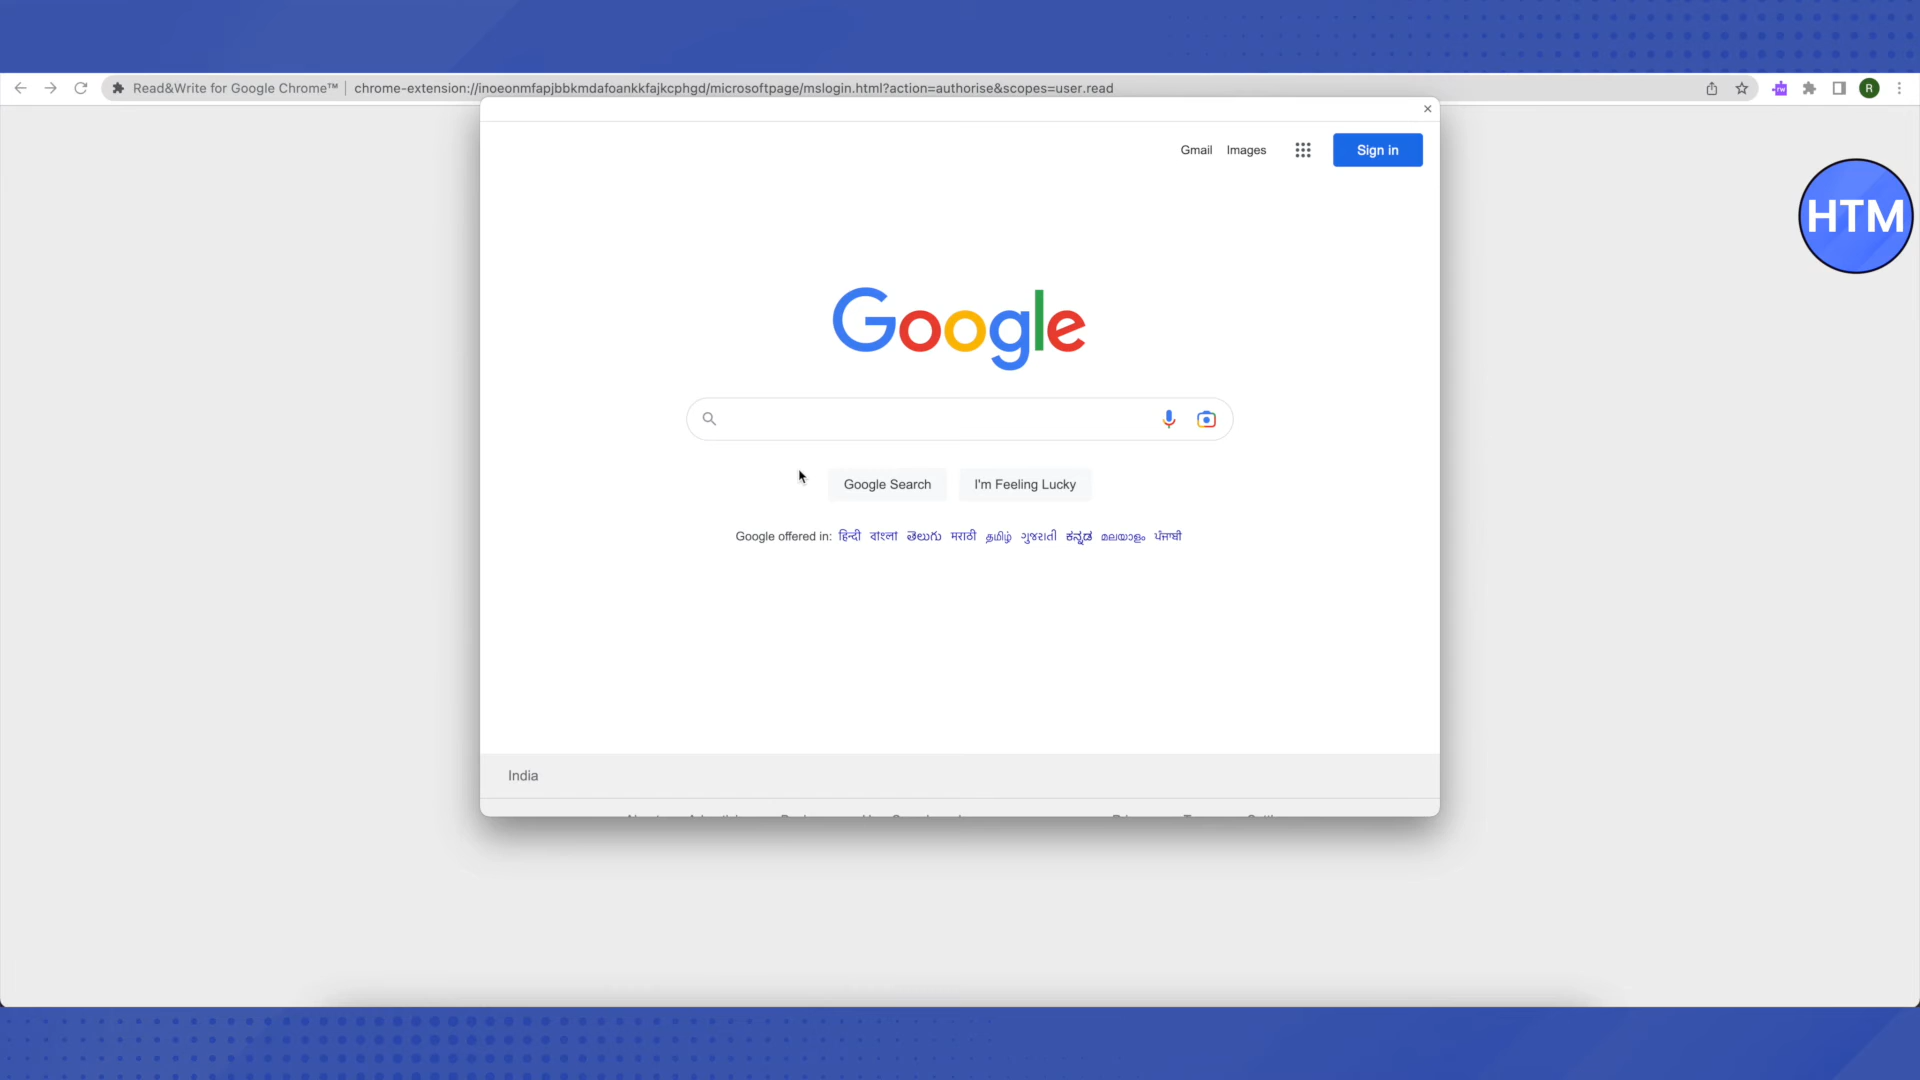 Read&Write for Google Chrome™ | chrome-extension://inoeonmfapjbbkmdafoankkfajkcphgd/microsoftpage/mslogin.html?action=authorise&scopes=user.read
rw
R
Gmail Images Sign in
HTM
Google
Google Search I'm Feeling Lucky
Google offered in: हिन्दी বাংলা తెలుగు मराठी தமிழ் ગુજરાતી ಕನ್ನಡ മലയാളം ਪੰਜਾਬੀ
India